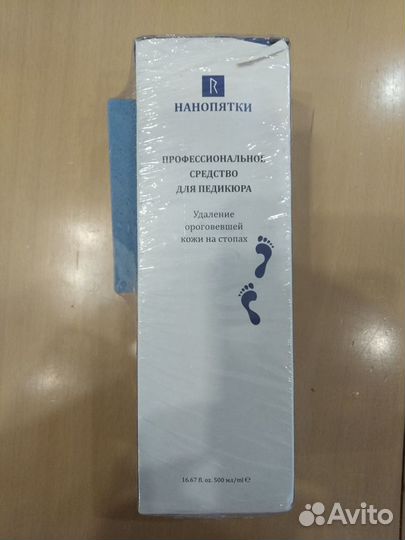 R
НАНОПЯТКИ
ПРОФЕССИОНАЛЬНОЕ
СРЕДСТВО
ДЛЯ ПЕДИКЮРА
Удаление
ороговевшей
кожи на стопах
16.67 fl. oz. 500 мл/ml ℮
Avito